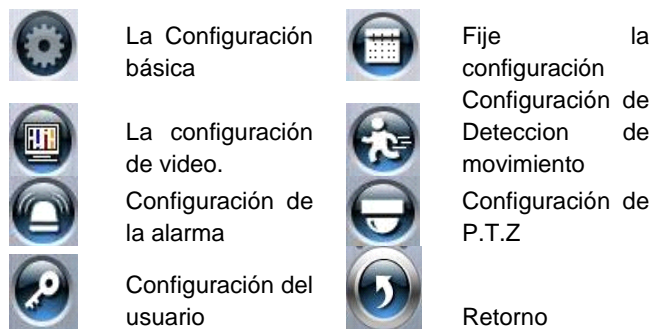 La Configuración
básica
Fije la
configuración
La configuración
de video.
Configuración de
Deteccion de
movimiento
Configuración de
la alarma
Configuración de
P.T.Z
Configuración del
usuario
Retorno